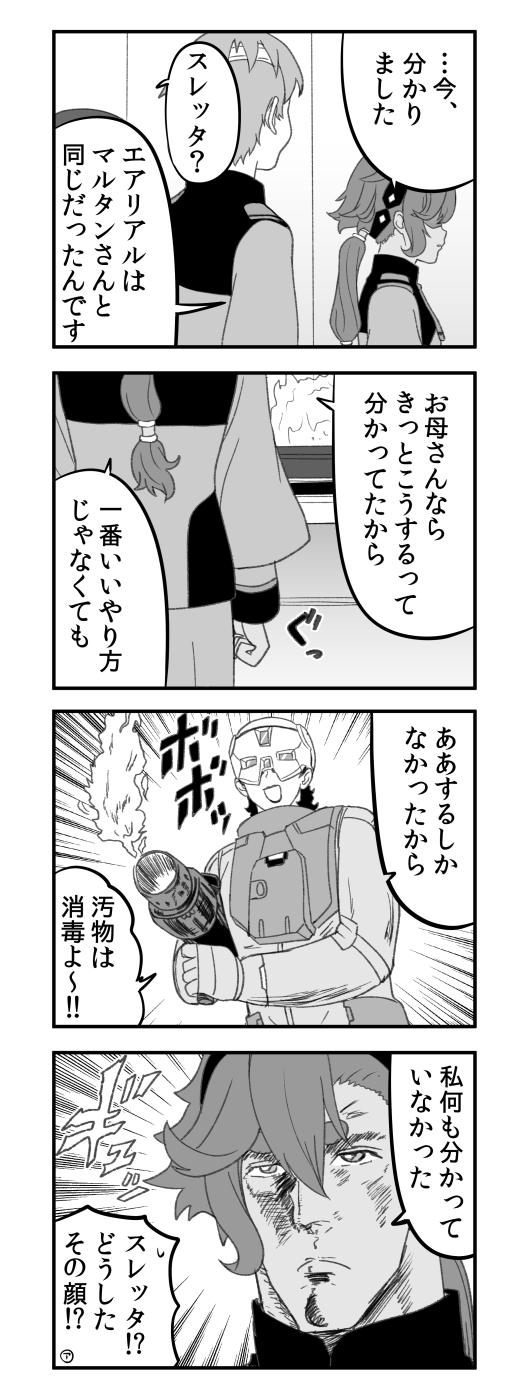 …今、
分かり
ました
スレッタ?
エアリアルは
マルタンさんと
同じだったんです
お母さんなら
きっとこうするって
分かってたから
一番いいやり方
じゃなくても
ぐっ
ああするしか
なかったから
ボボボ
汚物は
消毒よ～!!
私何も分かって
いなかった
ギュッ
スレッタ!?
どうした
その顔!?
ア